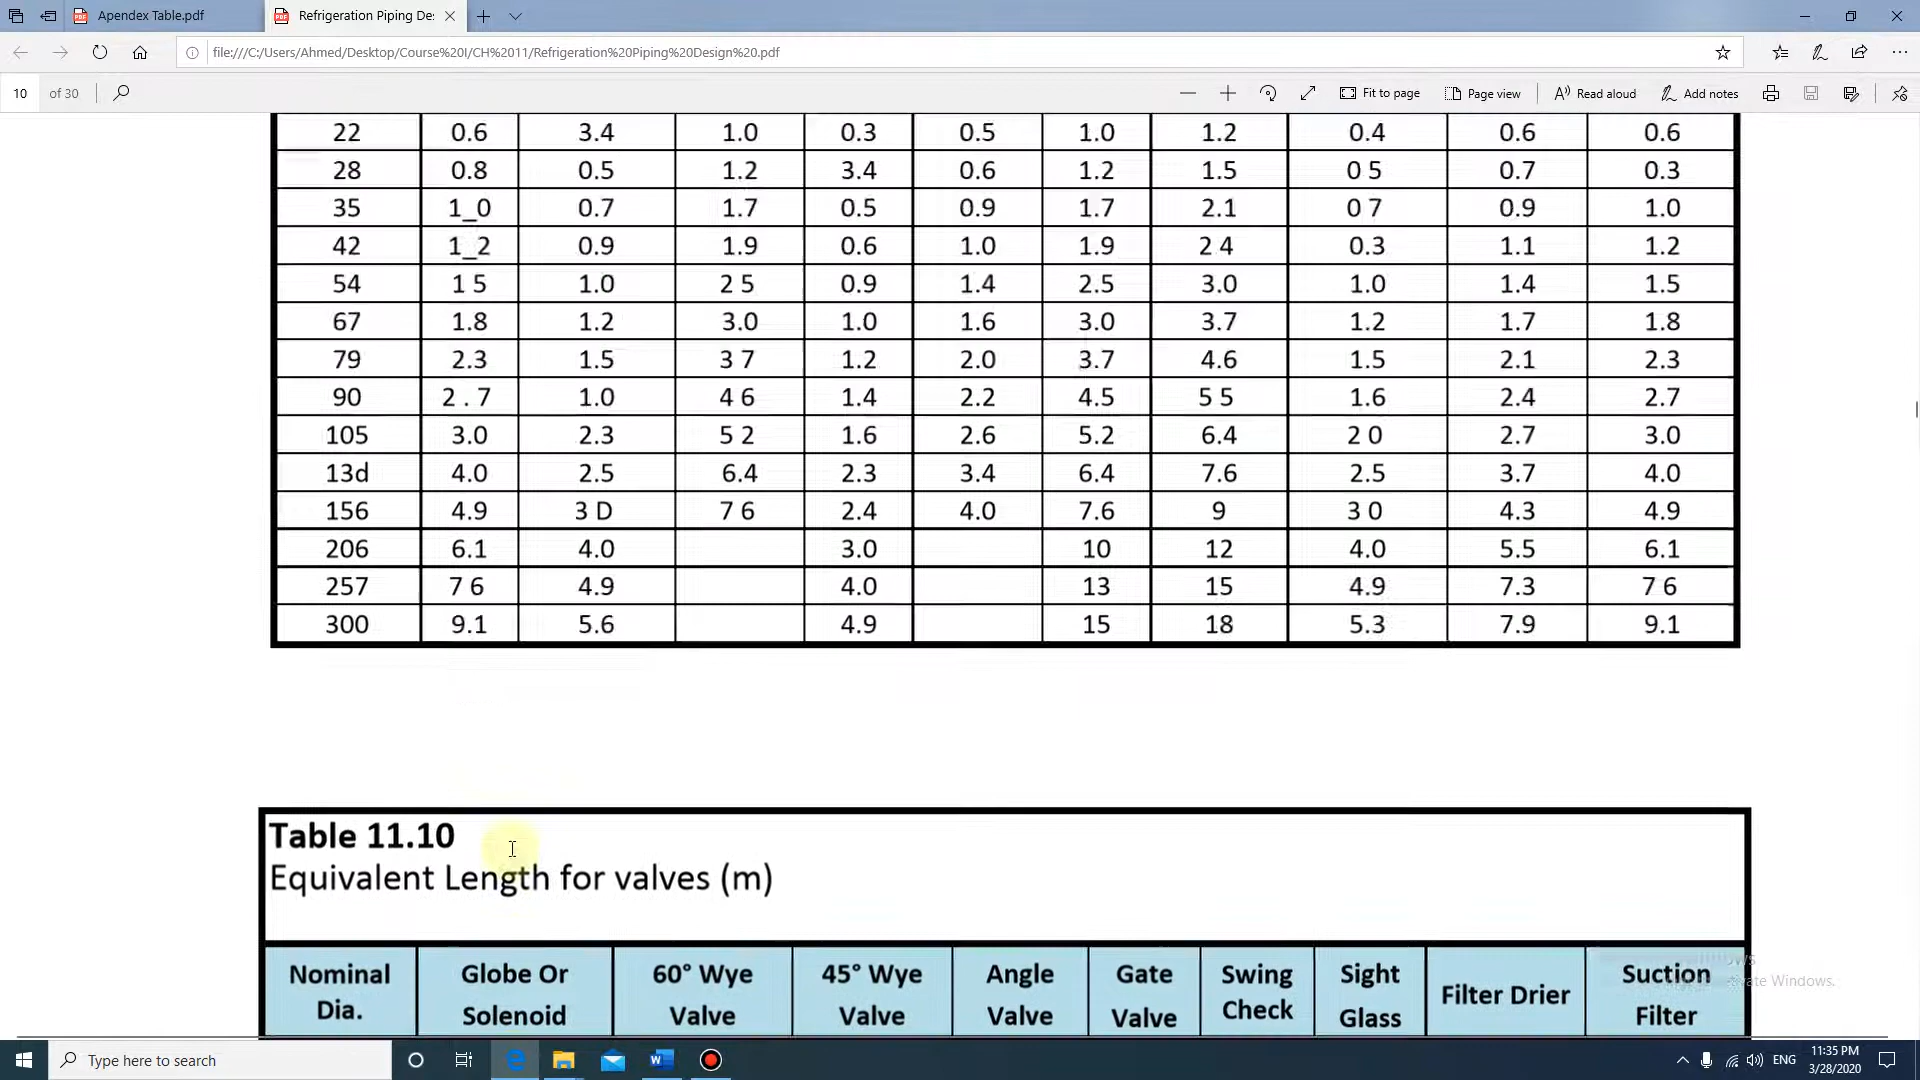 Apendex Table.pdf
Refrigeration Piping De:
file:///C:/Users/Ahmed/Desktop/Course%20I/CH%2011/Refrigeration%20Piping%20Design%20.pdf
10 of 30 Fit to page Page view Read aloud Add notes
22 0.6 3.4 1.0 0.3 0.5 1.0 1.2 0.4 0.6 0.6
28 0.8 0.5 1.2 3.4 0.6 1.2 1.5 0 5 0.7 0.3
35 1_0 0.7 1.7 0.5 0.9 1.7 2.1 0 7 0.9 1.0
42 1_2 0.9 1.9 0.6 1.0 1.9 2 4 0.3 1.1 1.2
54 1 5 1.0 2 5 0.9 1.4 2.5 3.0 1.0 1.4 1.5
67 1.8 1.2 3.0 1.0 1.6 3.0 3.7 1.2 1.7 1.8
79 2.3 1.5 3 7 1.2 2.0 3.7 4.6 1.5 2.1 2.3
90 2 . 7 1.0 4 6 1.4 2.2 4.5 5 5 1.6 2.4 2.7
105 3.0 2.3 5 2 1.6 2.6 5.2 6.4 2 0 2.7 3.0
13d 4.0 2.5 6.4 2.3 3.4 6.4 7.6 2.5 3.7 4.0
156 4.9 3 D 7 6 2.4 4.0 7.6 9 3 0 4.3 4.9
206 6.1 4.0 3.0 10 12 4.0 5.5 6.1
257 7 6 4.9 4.0 13 15 4.9 7.3 7 6
300 9.1 5.6 4.9 15 18 5.3 7.9 9.1
Table 11.10
Equivalent Length for valves (m)
Nominal Dia. Globe Or Solenoid 60° Wye Valve 45° Wye Valve Angle Valve Gate Valve Swing Check Sight Glass Filter Drier Suction Filter
Windows.
Type here to search
ENG
11:35 PM
3/28/2020